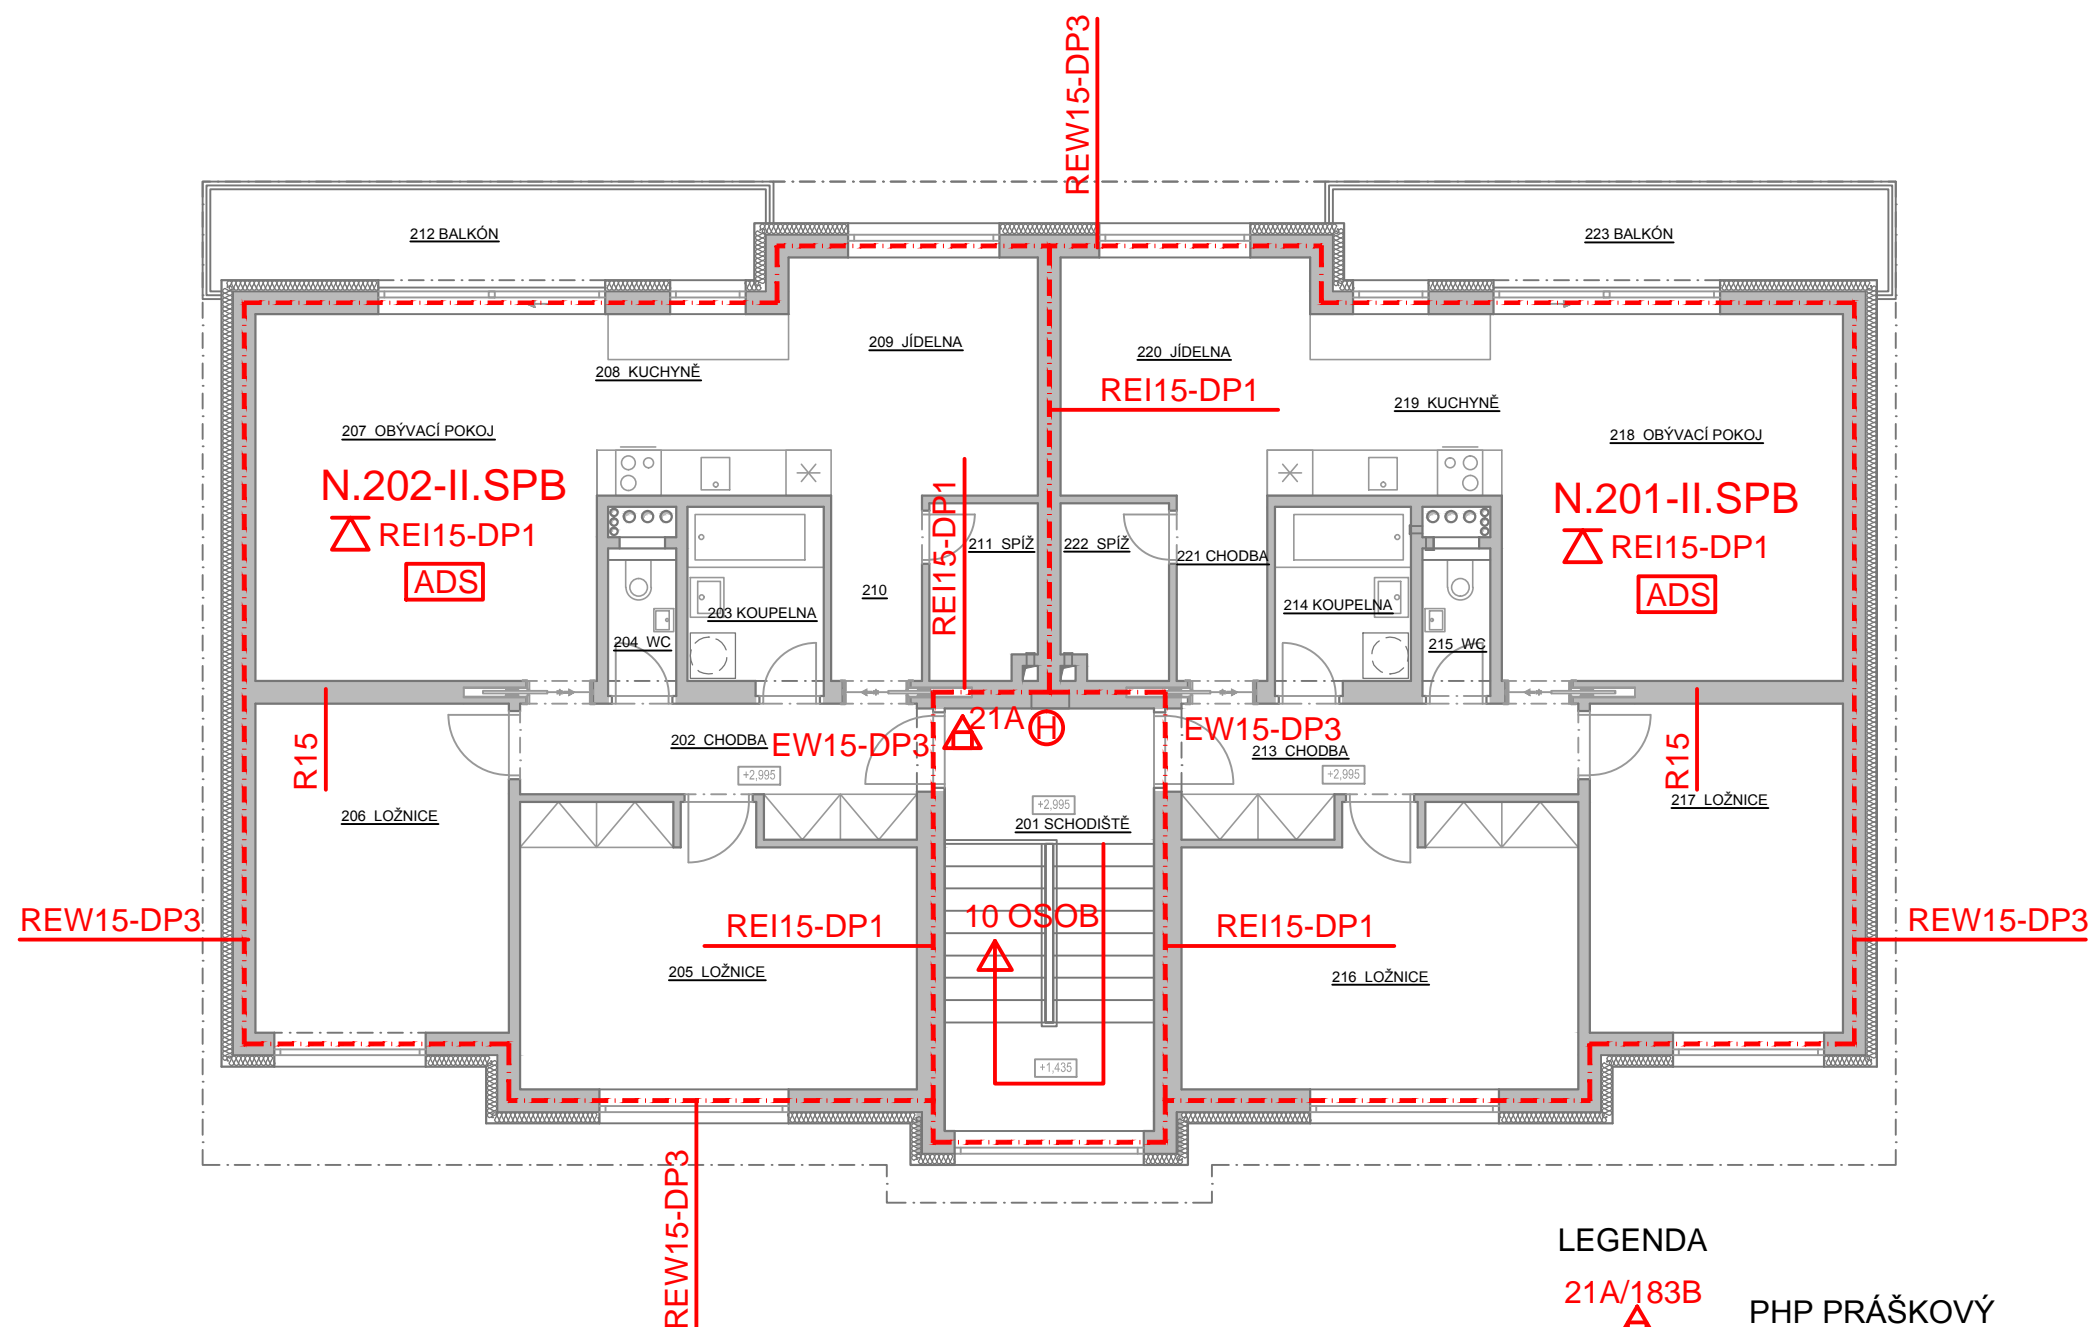 REW15-DP3
212 BALKÓN
223 BALKÓN
209 JÍDELNA
220 JÍDELNA
208 KUCHYNĚ
REI15-DP1
219 KUCHYNĚ
207 OBÝVACÍ POKOJ
218 OBÝVACÍ POKOJ
N.202-II.SPB
REI15-DP1
ADS
N.201-II.SPB
REI15-DP1
ADS
REI15-DP1
211 SPÍŽ
222 SPÍŽ
221 CHODBA
210
203 KOUPELNA
214 KOUPELNA
204 WC
215 WC
21A
H
EW15-DP3
EW15-DP3
202 CHODBA
213 CHODBA
R15
R15
+2,995
+2,995
+2,995
206 LOŽNICE
201 SCHODIŠTĚ
217 LOŽNICE
REW15-DP3
REI15-DP1
10 OSOB
REI15-DP1
REW15-DP3
205 LOŽNICE
216 LOŽNICE
+1,435
REW15-DP3
LEGENDA
21A/183B
PHP PRÁŠKOVÝ